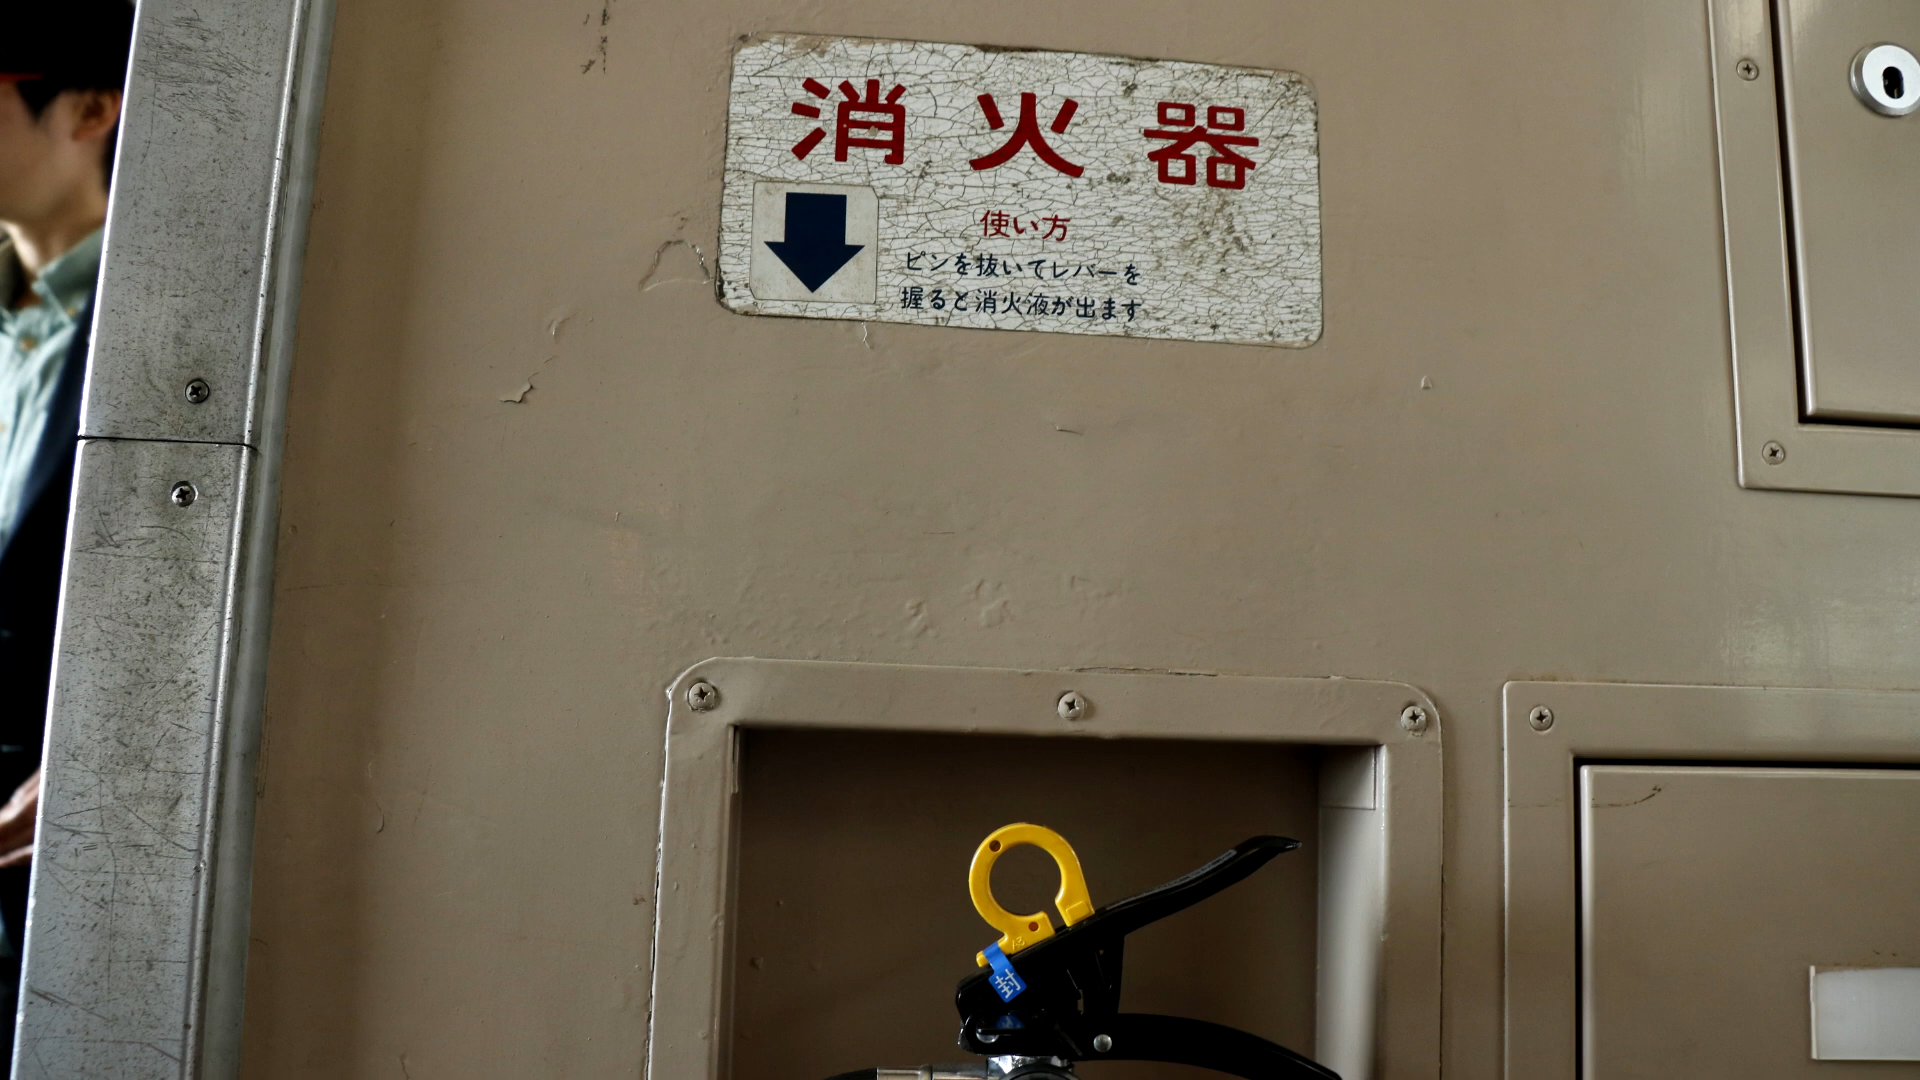 消火器
使い方
ピンを抜いてレバーを
握ると消火液が出ます
封